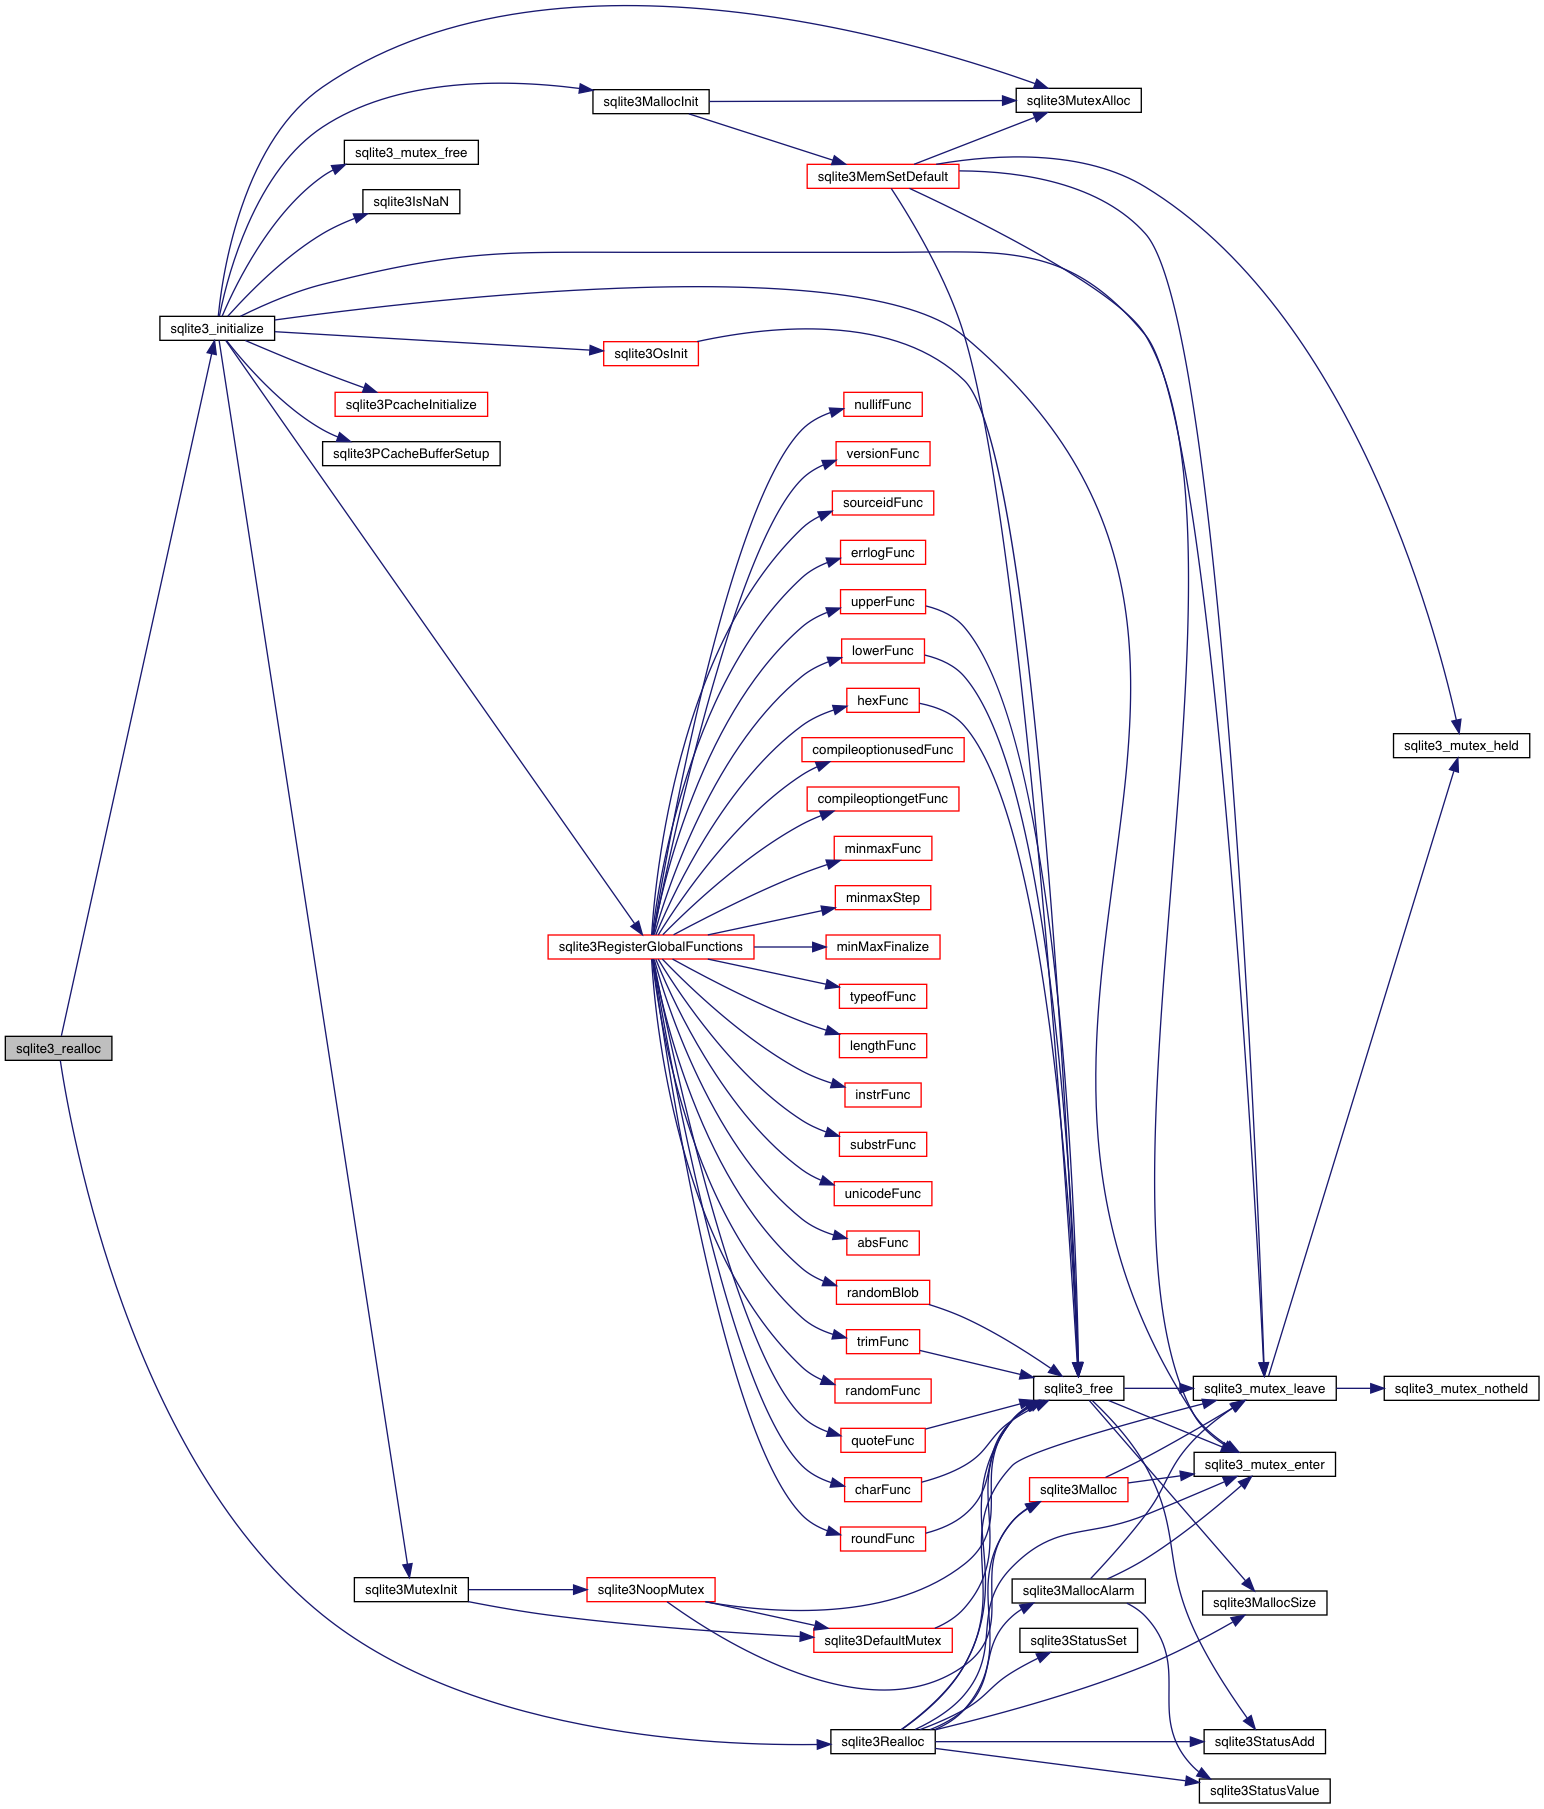 sqlite3MallocInit
sqlite3MutexAlloc
sqlite3_mutex_free
sqlite3MemSetDefault
sqlite3IsNaN
sqlite3_initialize
sqlite3OsInit
sqlite3PcacheInitialize
nullifFunc
sqlite3PCacheBufferSetup
versionFunc
sourceidFunc
errlogFunc
upperFunc
lowerFunc
hexFunc
compileoptionusedFunc
sqlite3_mutex_held
compileoptiongetFunc
minmaxFunc
minmaxStep
sqlite3RegisterGlobalFunctions
minMaxFinalize
typeofFunc
sqlite3_realloc
lengthFunc
instrFunc
substrFunc
unicodeFunc
absFunc
randomBlob
trimFunc
randomFunc
sqlite3_free
sqlite3_mutex_leave
sqlite3_mutex_notheld
quoteFunc
sqlite3_mutex_enter
charFunc
sqlite3Malloc
roundFunc
sqlite3MutexInit
sqlite3NoopMutex
sqlite3MallocAlarm
sqlite3MallocSize
sqlite3DefaultMutex
sqlite3StatusSet
sqlite3Realloc
sqlite3StatusAdd
sqlite3StatusValue